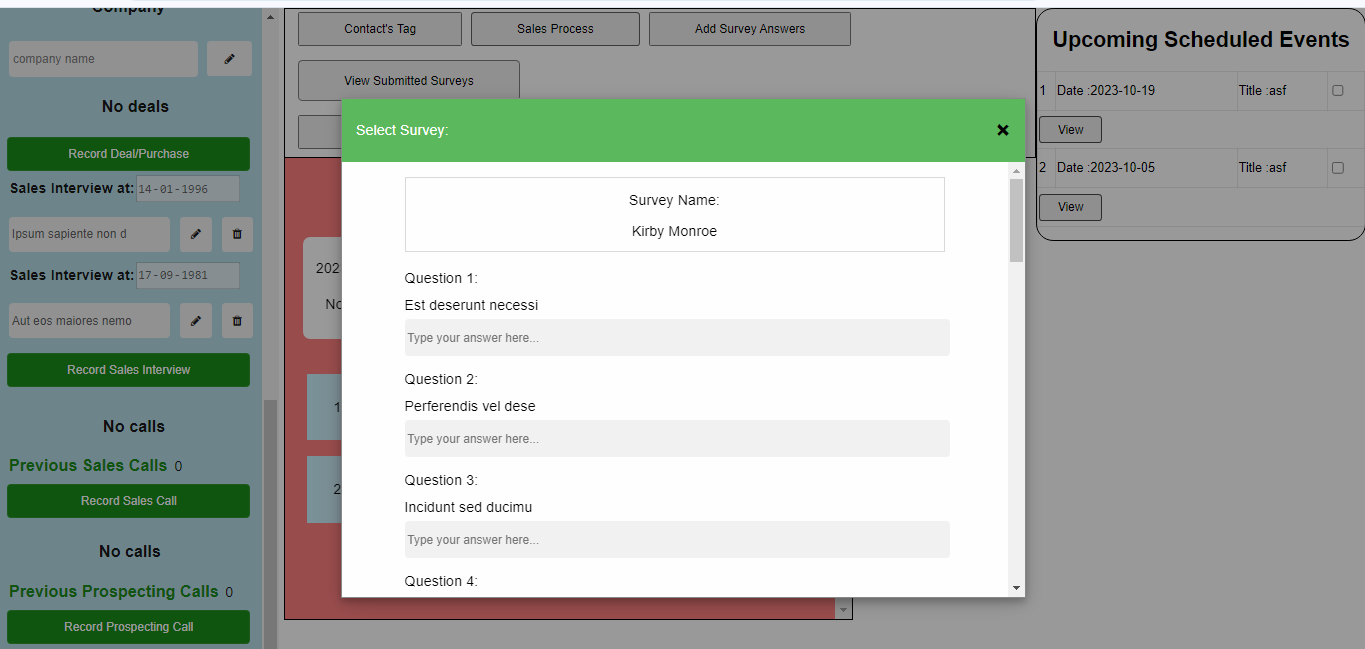 Company
company name
No deals
Record Deal/Purchase
Sales Interview at: 14-01-1996
Ipsum sapiente non d
Sales Interview at: 17-09-1981
Aut eos maiores nemo
Record Sales Interview
No calls
Previous Sales Calls 0
Record Sales Call
No calls
Previous Prospecting Calls 0
Record Prospecting Call
Contact's Tag
Sales Process
Add Survey Answers
View Submitted Surveys
202
No
1
2
Select Survey:
Survey Name:
Kirby Monroe
Question 1:
Est deserunt necessi
Type your answer here...
Question 2:
Perferendis vel dese
Type your answer here...
Question 3:
Incidunt sed ducimu
Type your answer here...
Question 4:
Upcoming Scheduled Events
1 Date :2023-10-19 Title :asf
View
2 Date :2023-10-05 Title :asf
View